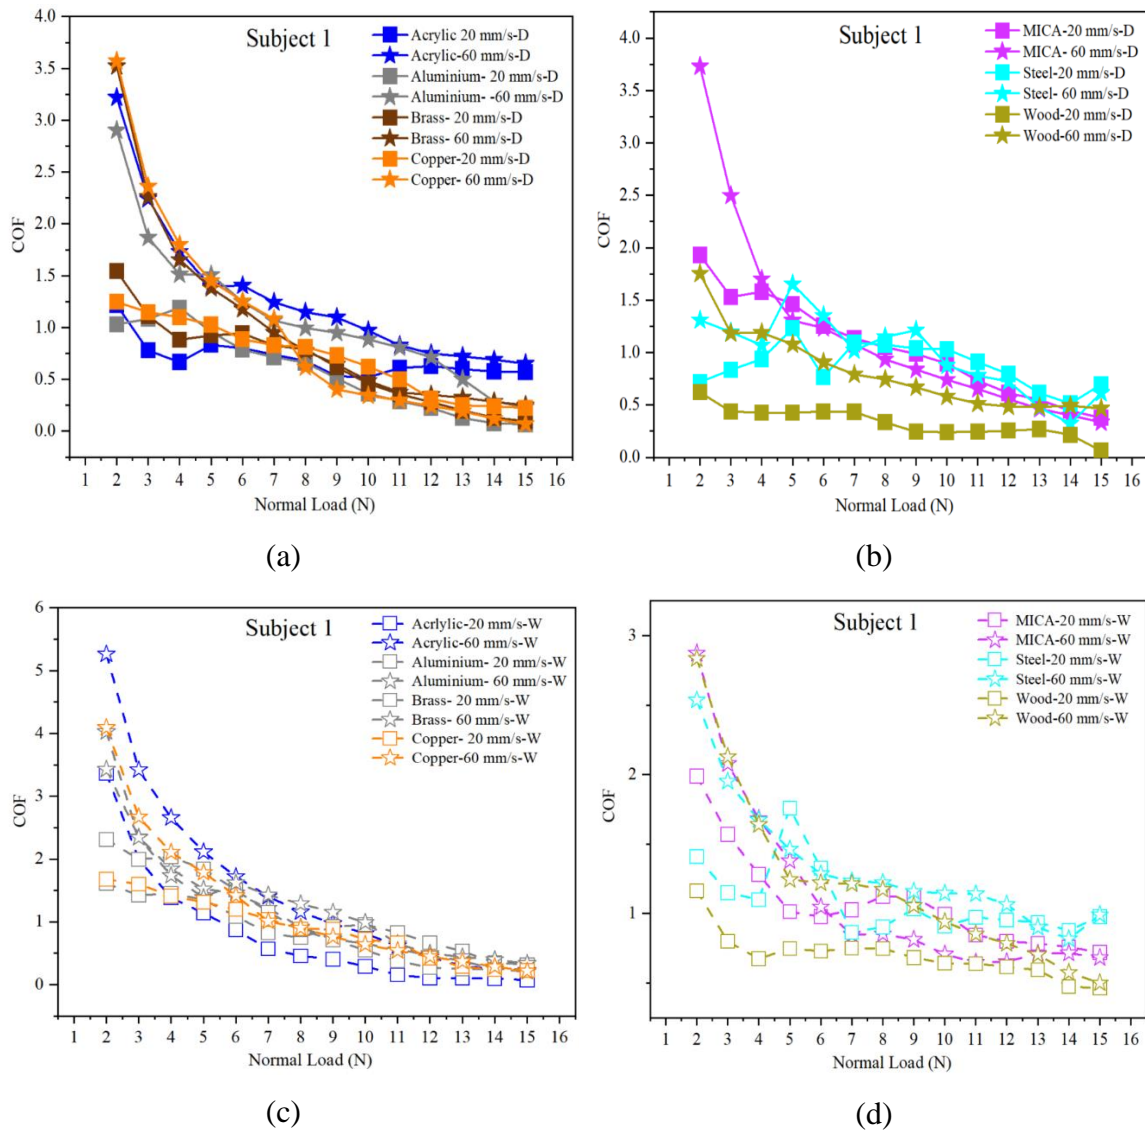 Subject 1
Acrylic 20 mm/s-D
Acrylic-60 mm/s-D
Aluminium- 20 mm/s-D
Aluminium- -60 mm/s-D
Brass- 20 mm/s-D
Brass- 60 mm/s-D
Copper-20 mm/s-D
Copper- 60 mm/s-D
COF
4.0
3.5
3.0
2.5
2.0
1.5
1.0
0.5
0.0
1 2 3 4 5 6 7 8 9 10 11 12 13 14 15 16
Normal Load (N)
(a)
Subject 1
MICA-20 mm/s-D
MICA- 60 mm/s-D
Steel-20 mm/s-D
Steel- 60 mm/s-D
Wood-20 mm/s-D
Wood-60 mm/s-D
COF
4.0
3.5
3.0
2.5
2.0
1.5
1.0
0.5
0.0
1 2 3 4 5 6 7 8 9 10 11 12 13 14 15 16
Normal Load (N)
(b)
Subject 1
Acrlylic-20 mm/s-W
Acrylic-60 mm/s-W
Aluminium- 20 mm/s-W
Aluminium- 60 mm/s-W
Brass- 20 mm/s-W
Brass- 60 mm/s-W
Copper- 20 mm/s-W
Copper-60 mm/s-W
COF
6
5
4
3
2
1
0
1 2 3 4 5 6 7 8 9 10 11 12 13 14 15 16
Normal Load (N)
(c)
Subject 1
MICA-20 mm/s-W
MICA-60 mm/s-W
Steel-20 mm/s-W
Steel-60 mm/s-W
Wood-20 mm/s-W
Wood-60 mm/s-W
COF
3
2
1
1 2 3 4 5 6 7 8 9 10 11 12 13 14 15 16
Normal Load (N)
(d)